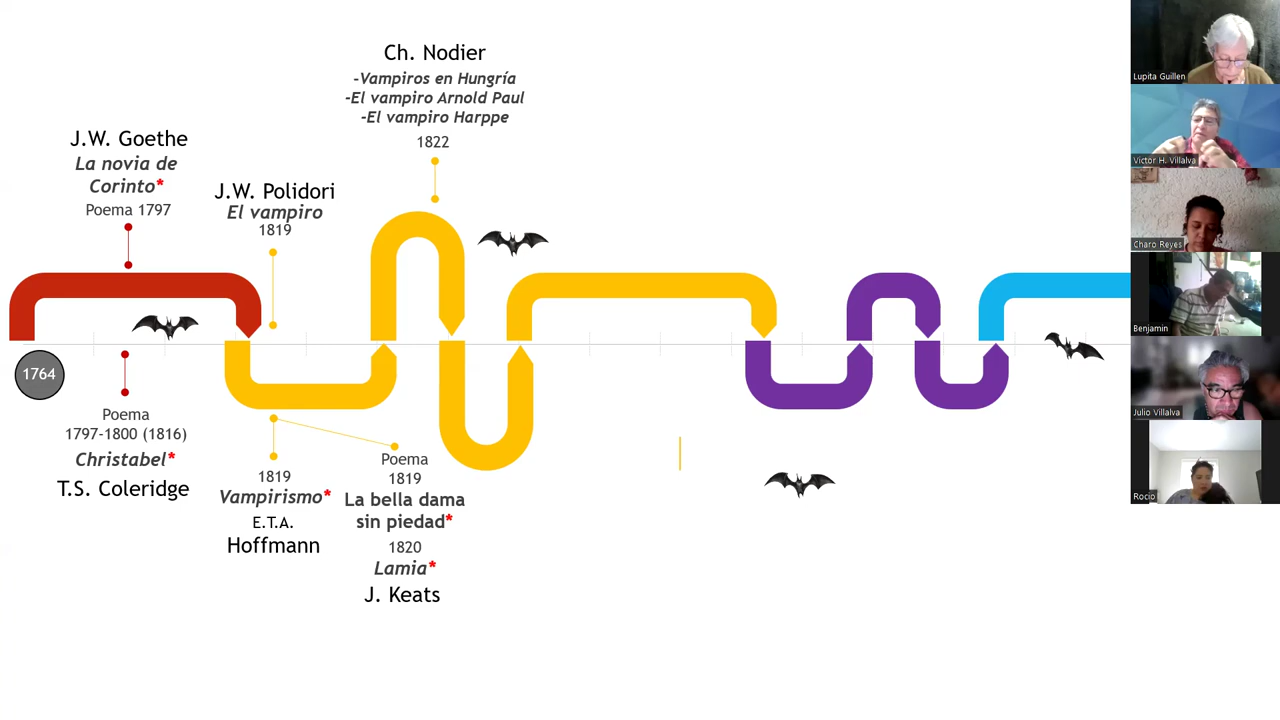 Ch. Nodier
-Vampiros en Hungría
-El vampiro Arnold Paul
-El vampiro Harppe
1822
J.W. Goethe
La novia de
Corinto*
Poema 1797
J.W. Polidori
El vampiro
1819
1764
Poema
1797-1800 (1816)
Christabel*
T.S. Coleridge
1819
Vampirismo*
E.T.A.
Hoffmann
Poema
1819
La bella dama
sin piedad*
1820
Lamia*
J. Keats
Lupita Guillen
Victor H. Villalva
Charo Reyes
Benjamin
Julio Villalva
Rocio